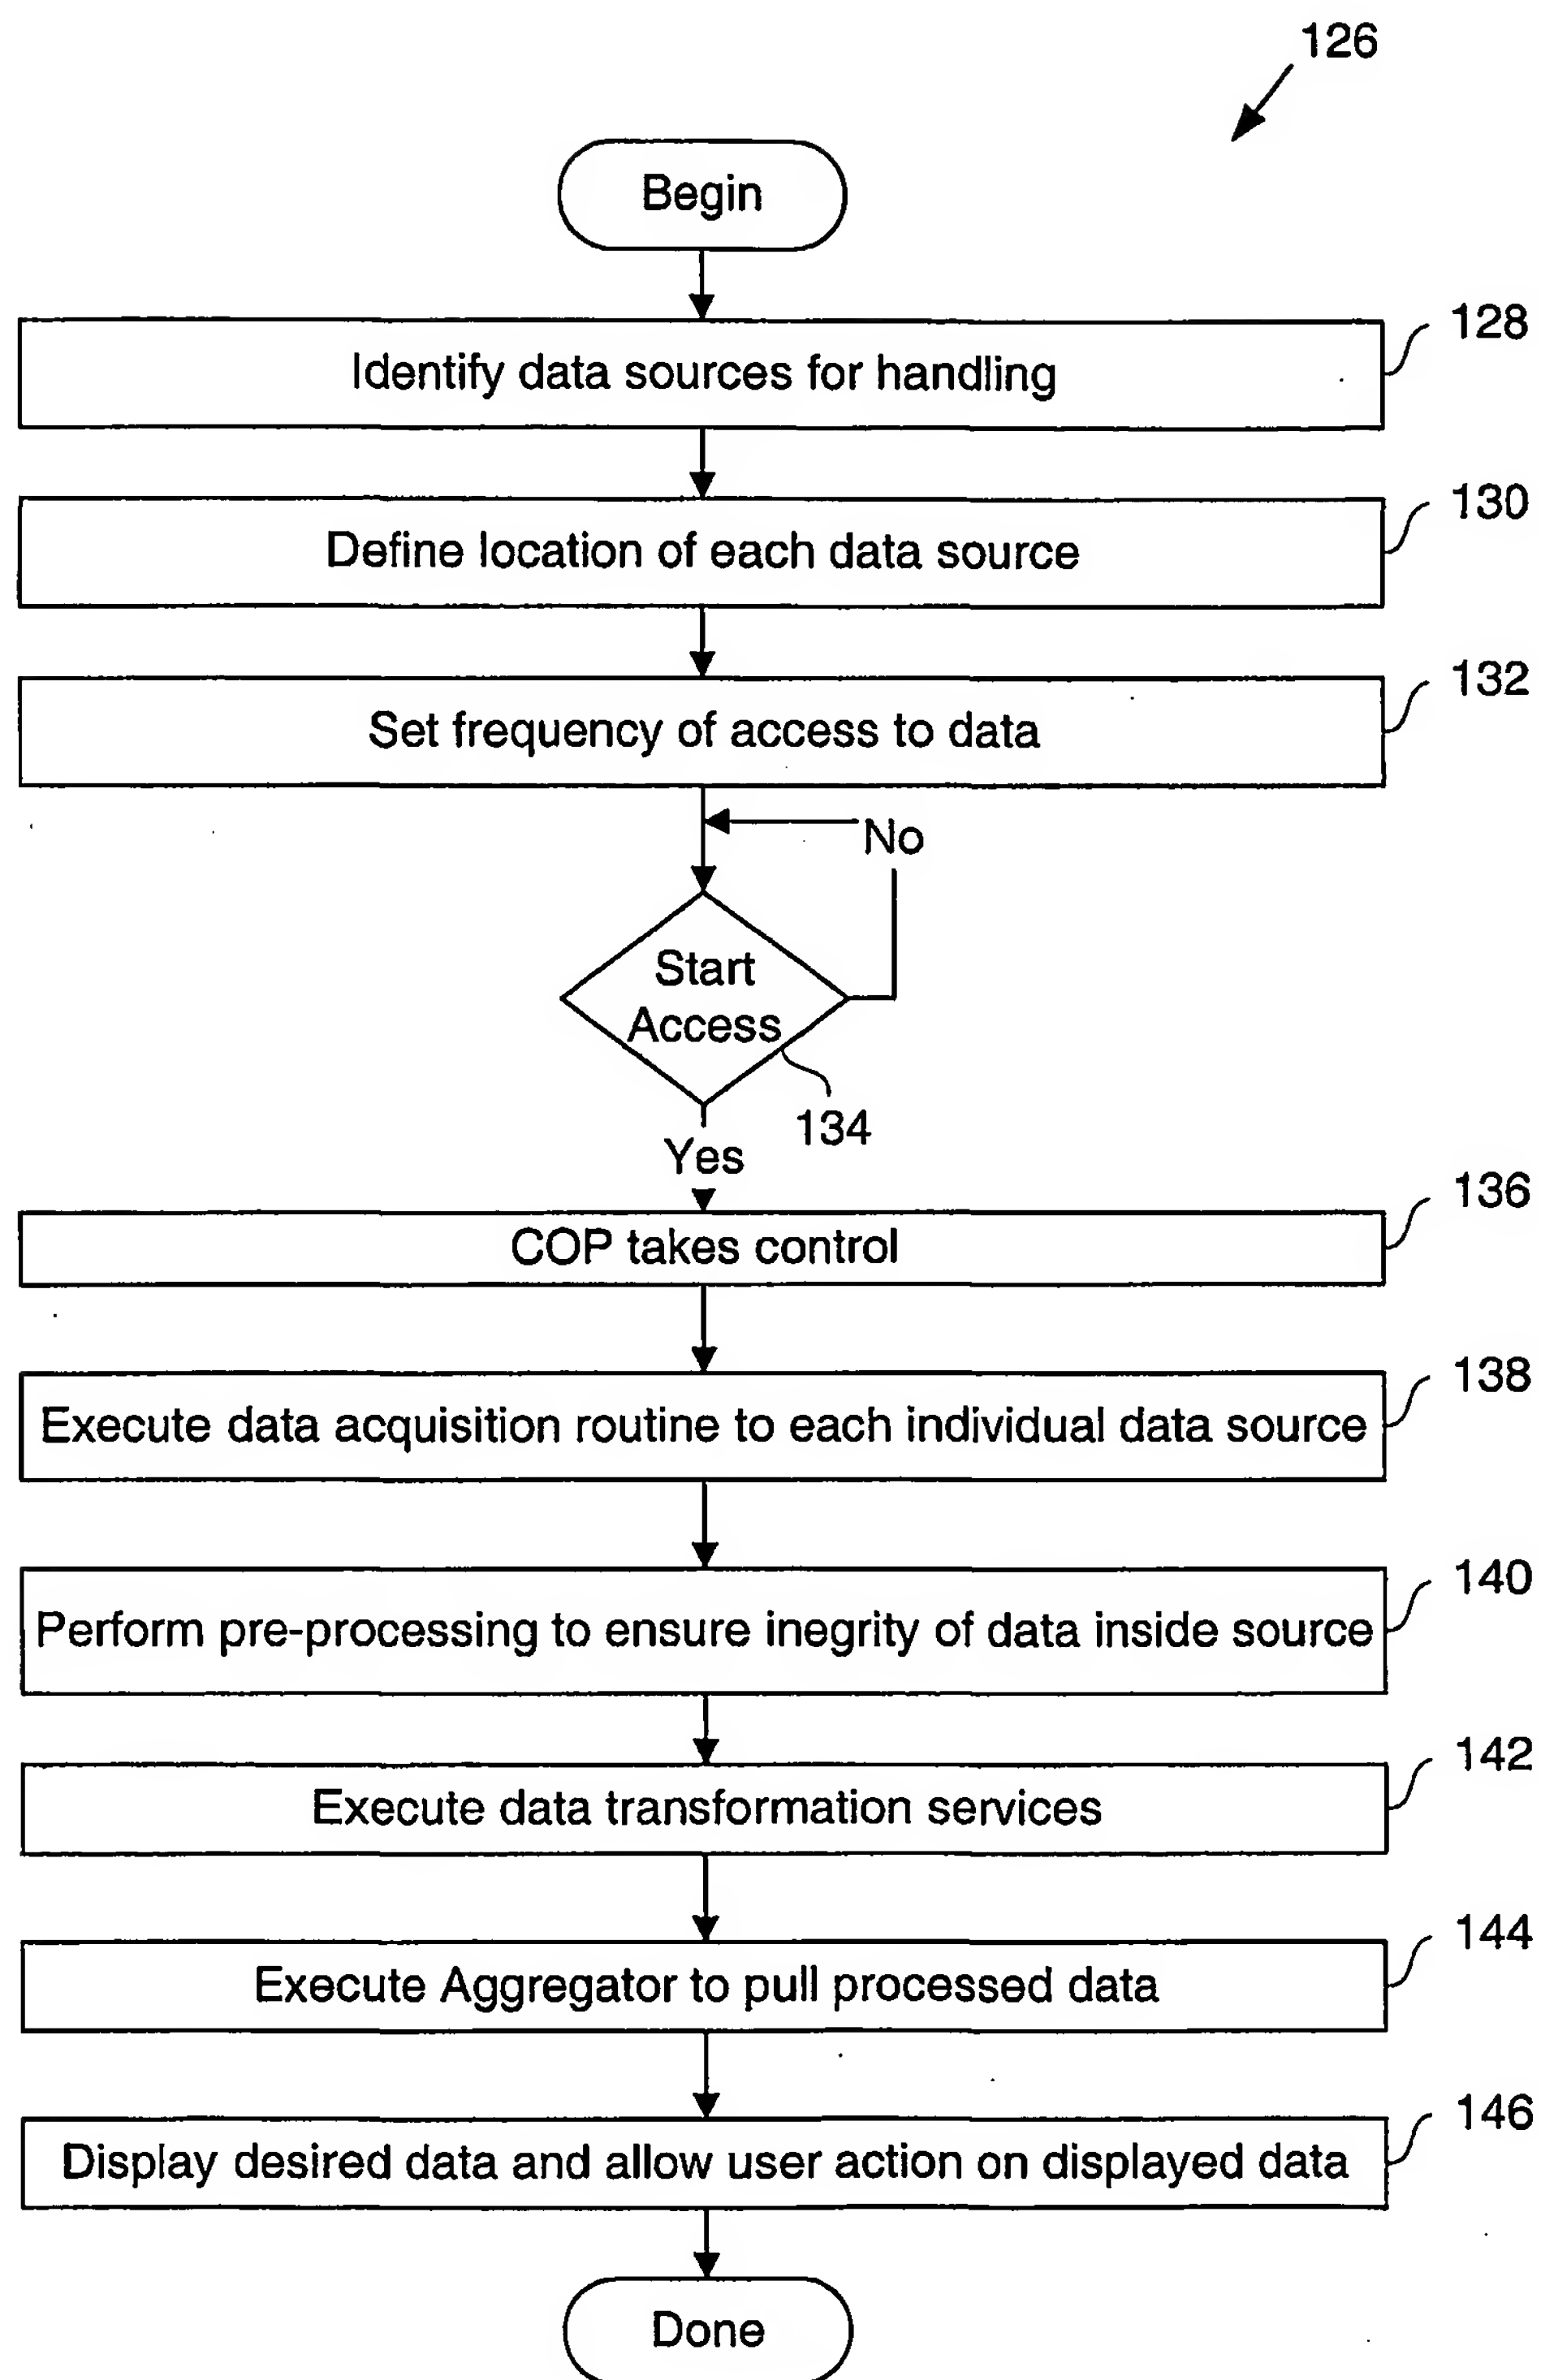 126
Begin
Identify data sources for handling
128
Define location of each data source
130
Set frequency of access to data
132
No
Start
Access
134
Yes
COP takes control
136
Execute data acquisition routine to each individual data source
138
Perform pre-processing to ensure inegrity of data inside source
140
Execute data transformation services
142
Execute Aggregator to pull processed data
144
Display desired data and allow user action on displayed data
146
Done